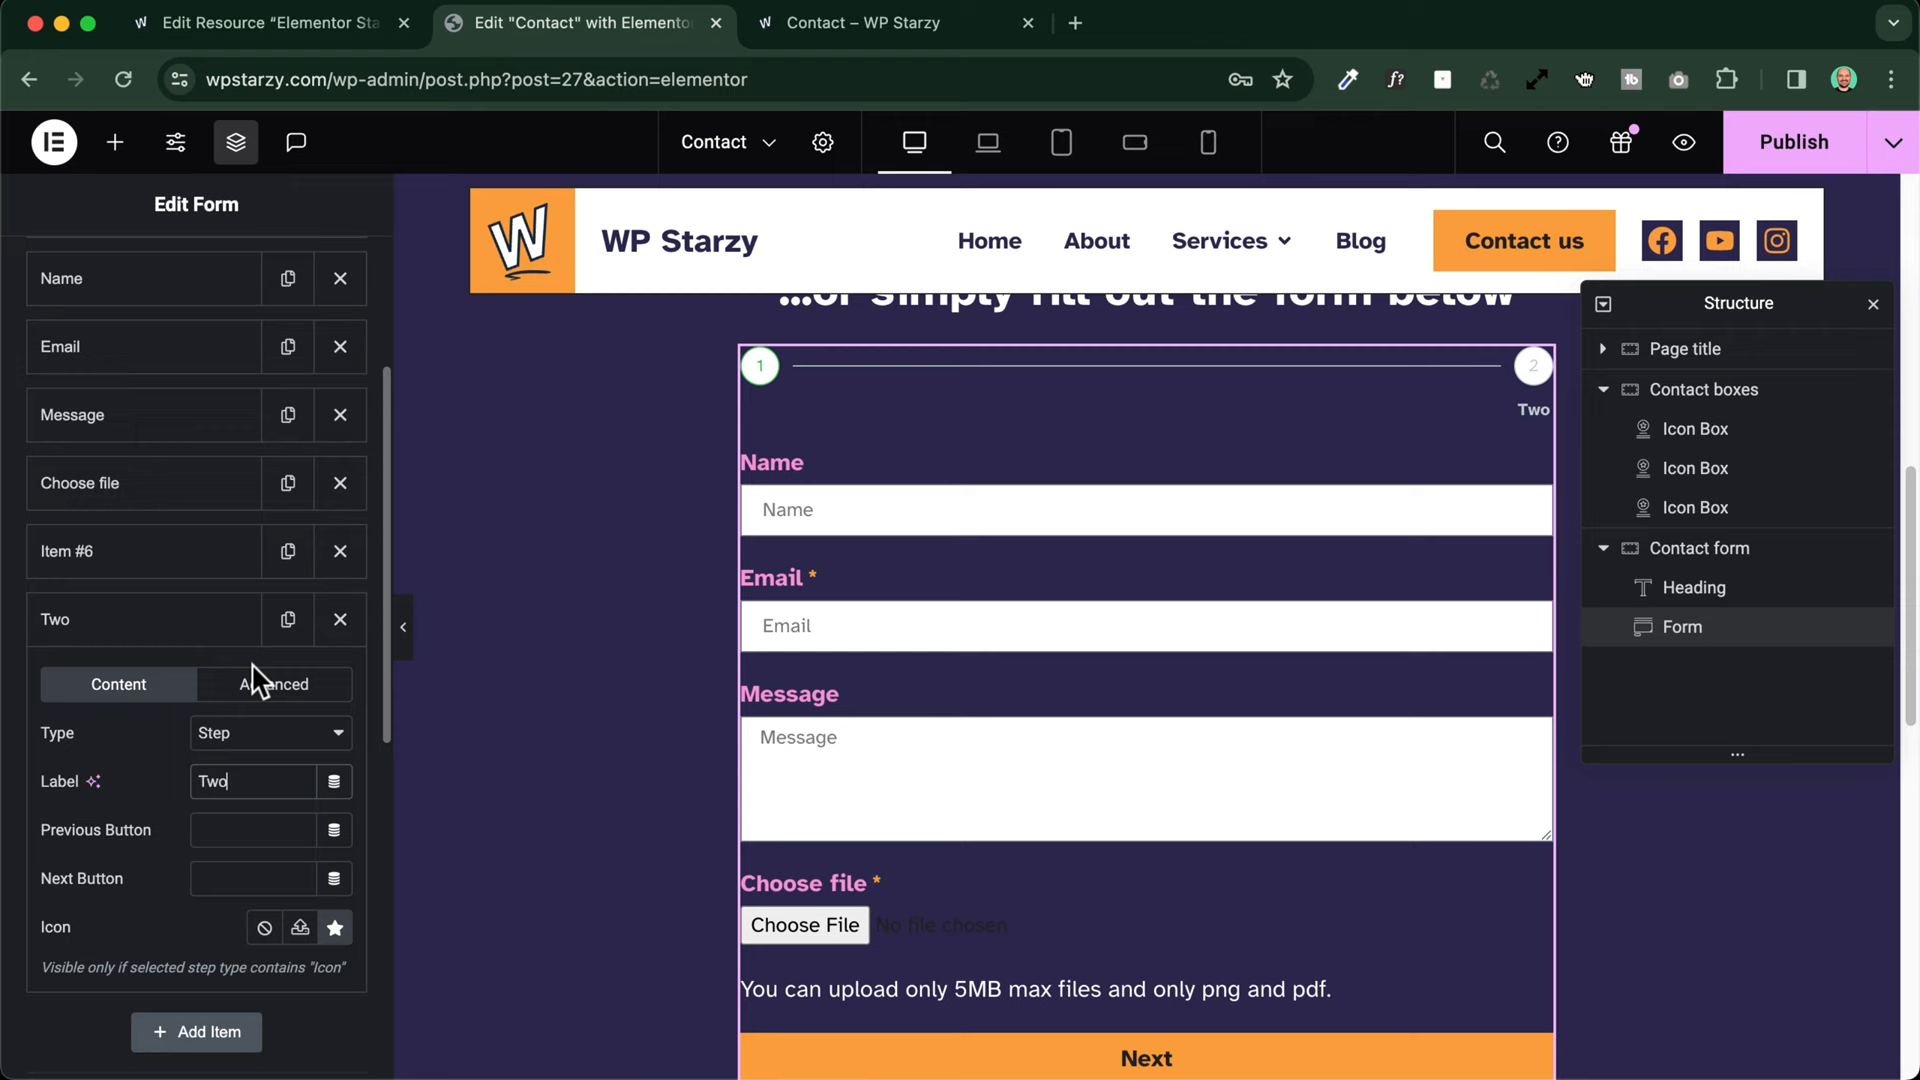 Edit Resource “Elementor Sta
Edit "Contact" with Elemento
Contact – WP Starzy
wpstarzy.com/wp-admin/post.php?post=27&action=elementor
Contact
Publish
Edit Form
Name
Email
Message
Choose file
Item #6
Two
Content
Advanced
Type
Step
Label
Two
Previous Button
Next Button
Icon
Visible only if selected step type contains "Icon"
+ Add Item
W
WP Starzy
Home
About
Services
Blog
Contact us
...or simply fill out the form below
1
2
Two
Name
Name
Email *
Email
Message
Message
Choose file *
Choose File
No file chosen
You can upload only 5MB max files and only png and pdf.
Next
Structure
Page title
Contact boxes
Icon Box
Icon Box
Icon Box
Contact form
Heading
Form